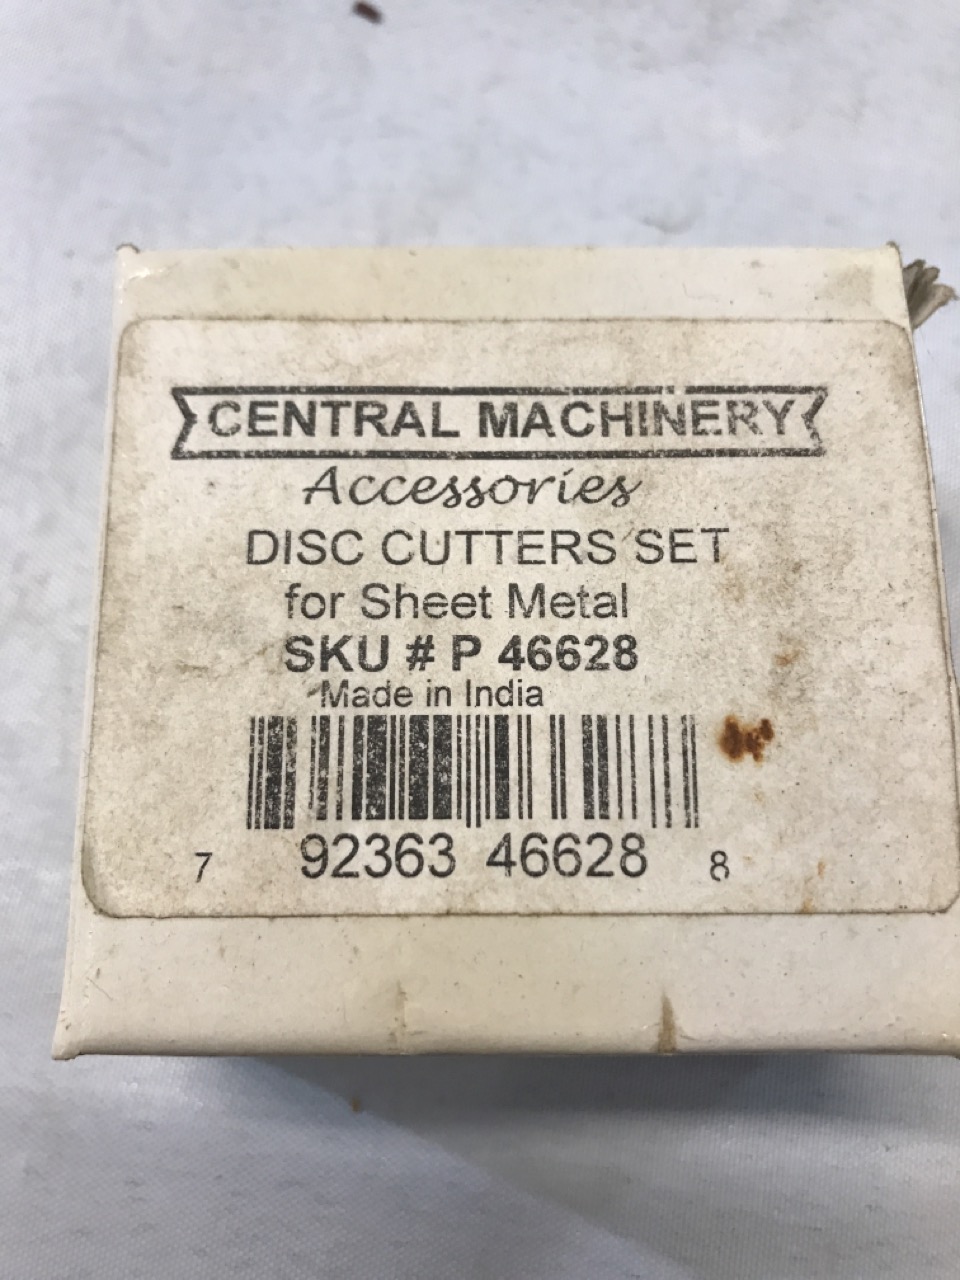 CENTRAL MACHINERY
Accessories
DISC CUTTERS SET
for Sheet Metal
SKU # P 46628
Made in India
7 92363 46628 8